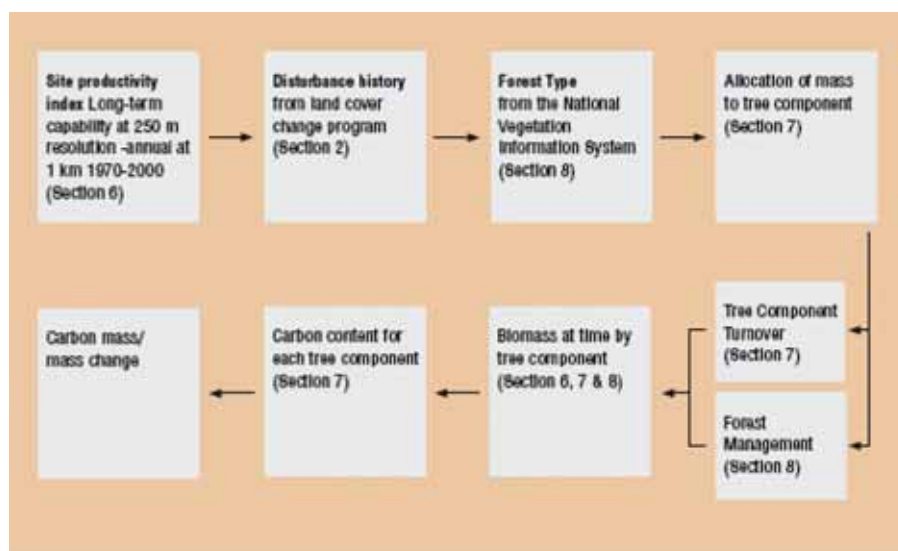 Site productivity
index Long-term
capability at 250 m
resolution -annual at
1 km 1970-2000
(Section 6)
Disturbance history
from land cover
change program
(Section 2)
Forest Type
from the National
Vegetation
Information System
(Section 8)
Allocation of mass
to tree component
(Section 7)
Tree Component
Turnover
(Section 7)
Forest
Management
(Section 8)
Biomass at time by
tree component
(Section 6, 7 & 8)
Carbon content for
each tree component
(Section 7)
Carbon mass/
mass change